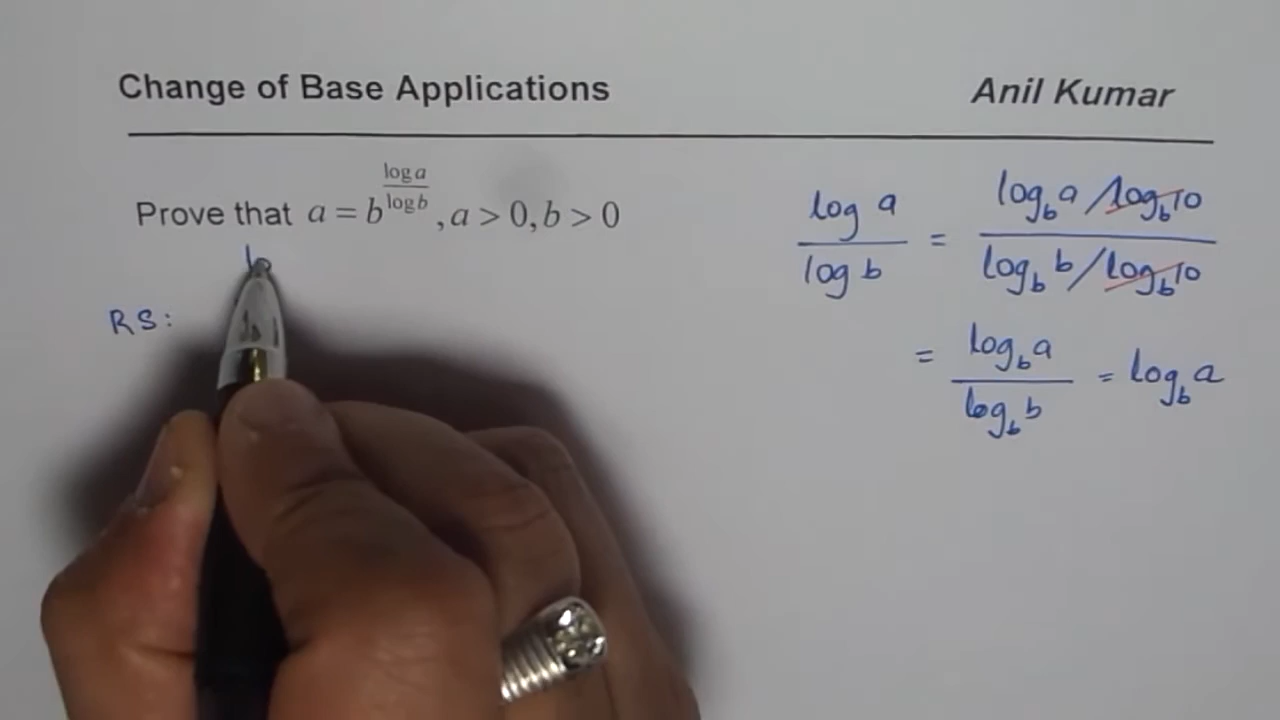 Change of Base Applications
Anil Kumar
Prove that a = b^(log a / log b), a > 0, b > 0
RS:
log a / log b = (log_b a / log_b 10) / (log_b b / log_b 10)
= log_b a / log_b b = log_b a